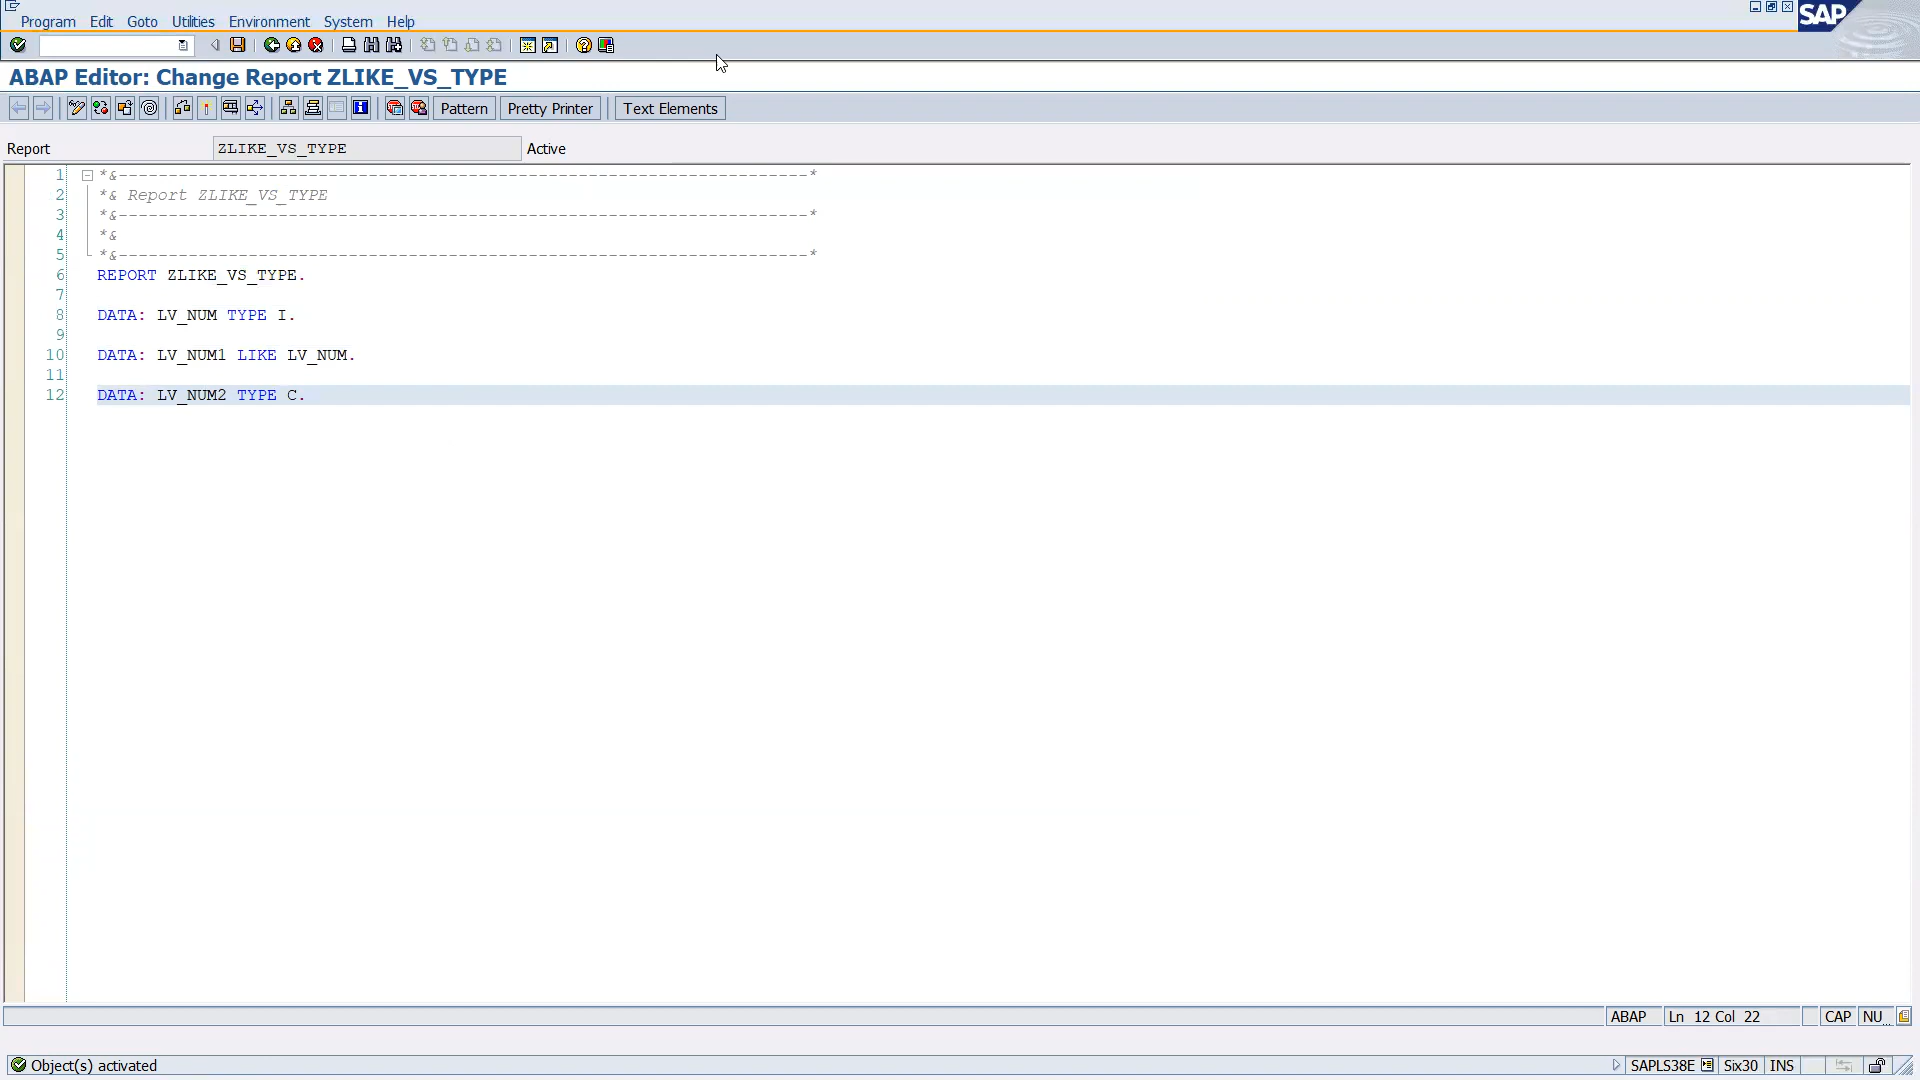 Program Edit Goto Utilities Environment System Help
SAP
ABAP Editor: Change Report ZLIKE_VS_TYPE
Pattern Pretty Printer Text Elements
Report ZLIKE_VS_TYPE Active
1 *&---------------------------------------------------------------------*
2 *& Report ZLIKE_VS_TYPE
3 *&---------------------------------------------------------------------*
4 *&
5 *&---------------------------------------------------------------------*
6 REPORT ZLIKE_VS_TYPE.
7
8 DATA: LV_NUM TYPE I.
9
10 DATA: LV_NUM1 LIKE LV_NUM.
11
12 DATA: LV_NUM2 TYPE C.
ABAP Ln 12 Col 22 CAP NU...
Object(s) activated SAPLS38E Six30 INS